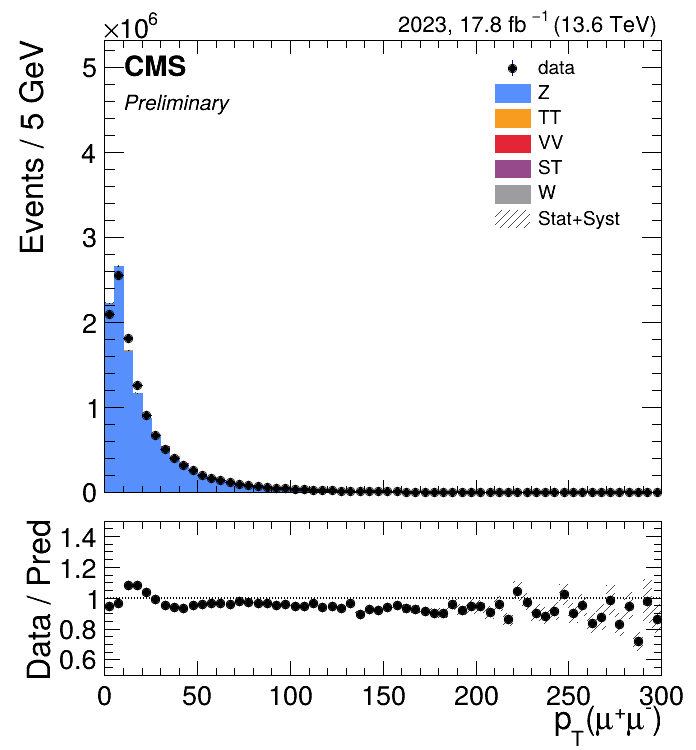 ×10⁶
2023, 17.8 fb⁻¹ (13.6 TeV)
Events / 5 GeV
CMS
Preliminary
data
Z
TT
VV
ST
W
Stat+Syst
5
4
3
2
1
0
Data / Pred
1.4
1.2
1
0.8
0.6
0 50 100 150 200 250 300
p_T(μ⁺μ⁻)